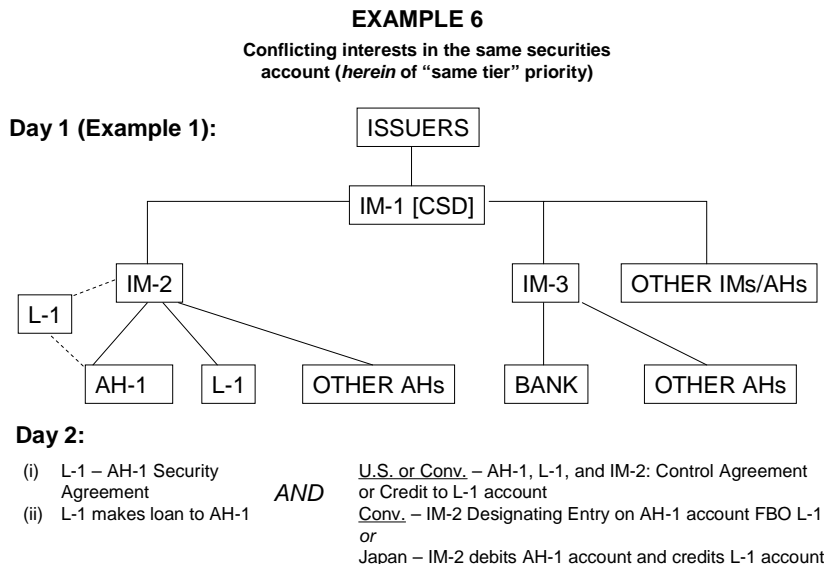 EXAMPLE 6
Conflicting interests in the same securities
account (herein of “same tier” priority)
Day 1 (Example 1):
ISSUERS
IM-1 [CSD]
IM-2
IM-3
OTHER IMs/AHs
L-1
AH-1
L-1
OTHER AHs
BANK
OTHER AHs
Day 2:
(i) L-1 – AH-1 Security
Agreement
(ii) L-1 makes loan to AH-1
AND
U.S. or Conv. – AH-1, L-1, and IM-2: Control Agreement
or Credit to L-1 account
Conv. – IM-2 Designating Entry on AH-1 account FBO L-1
or
Japan – IM-2 debits AH-1 account and credits L-1 account